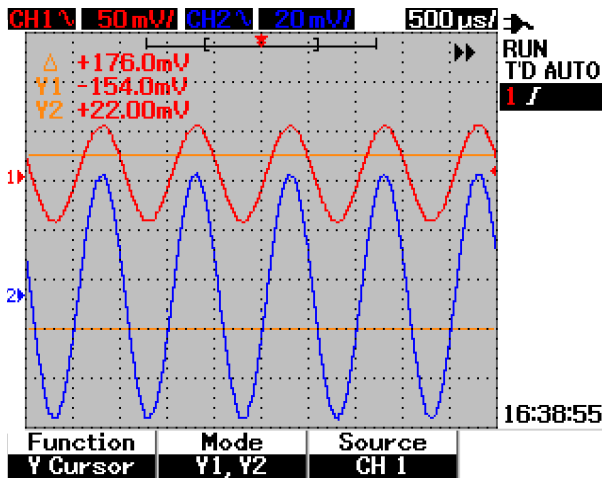 CH1∿ 50mV/ CH2∿ 20mV/ 500µs/
RUN
T'D AUTO
1 ƒ
Δ +176.0mV
Y1 -154.0mV
Y2 +22.00mV
1
2
16:38:55
Function Mode Source
Y Cursor Y1, Y2 CH 1